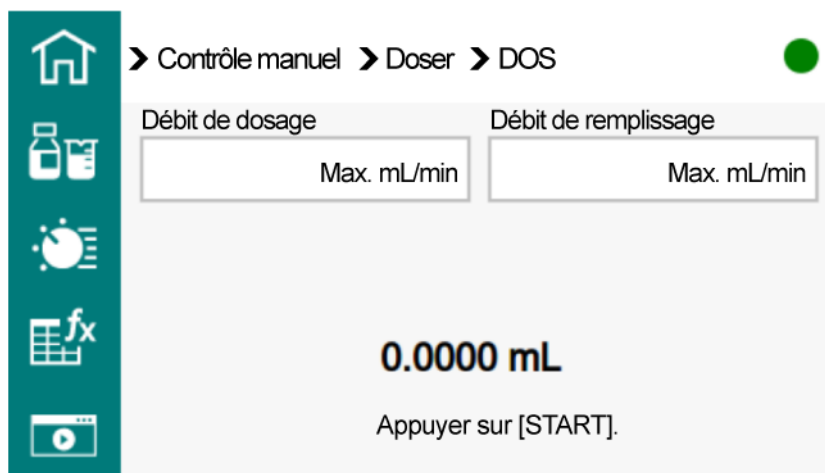 Contrôle manuel Doser DOS
Débit de dosage
Débit de remplissage
Max. mL/min
Max. mL/min
fx
0.0000 mL
Appuyer sur [START].